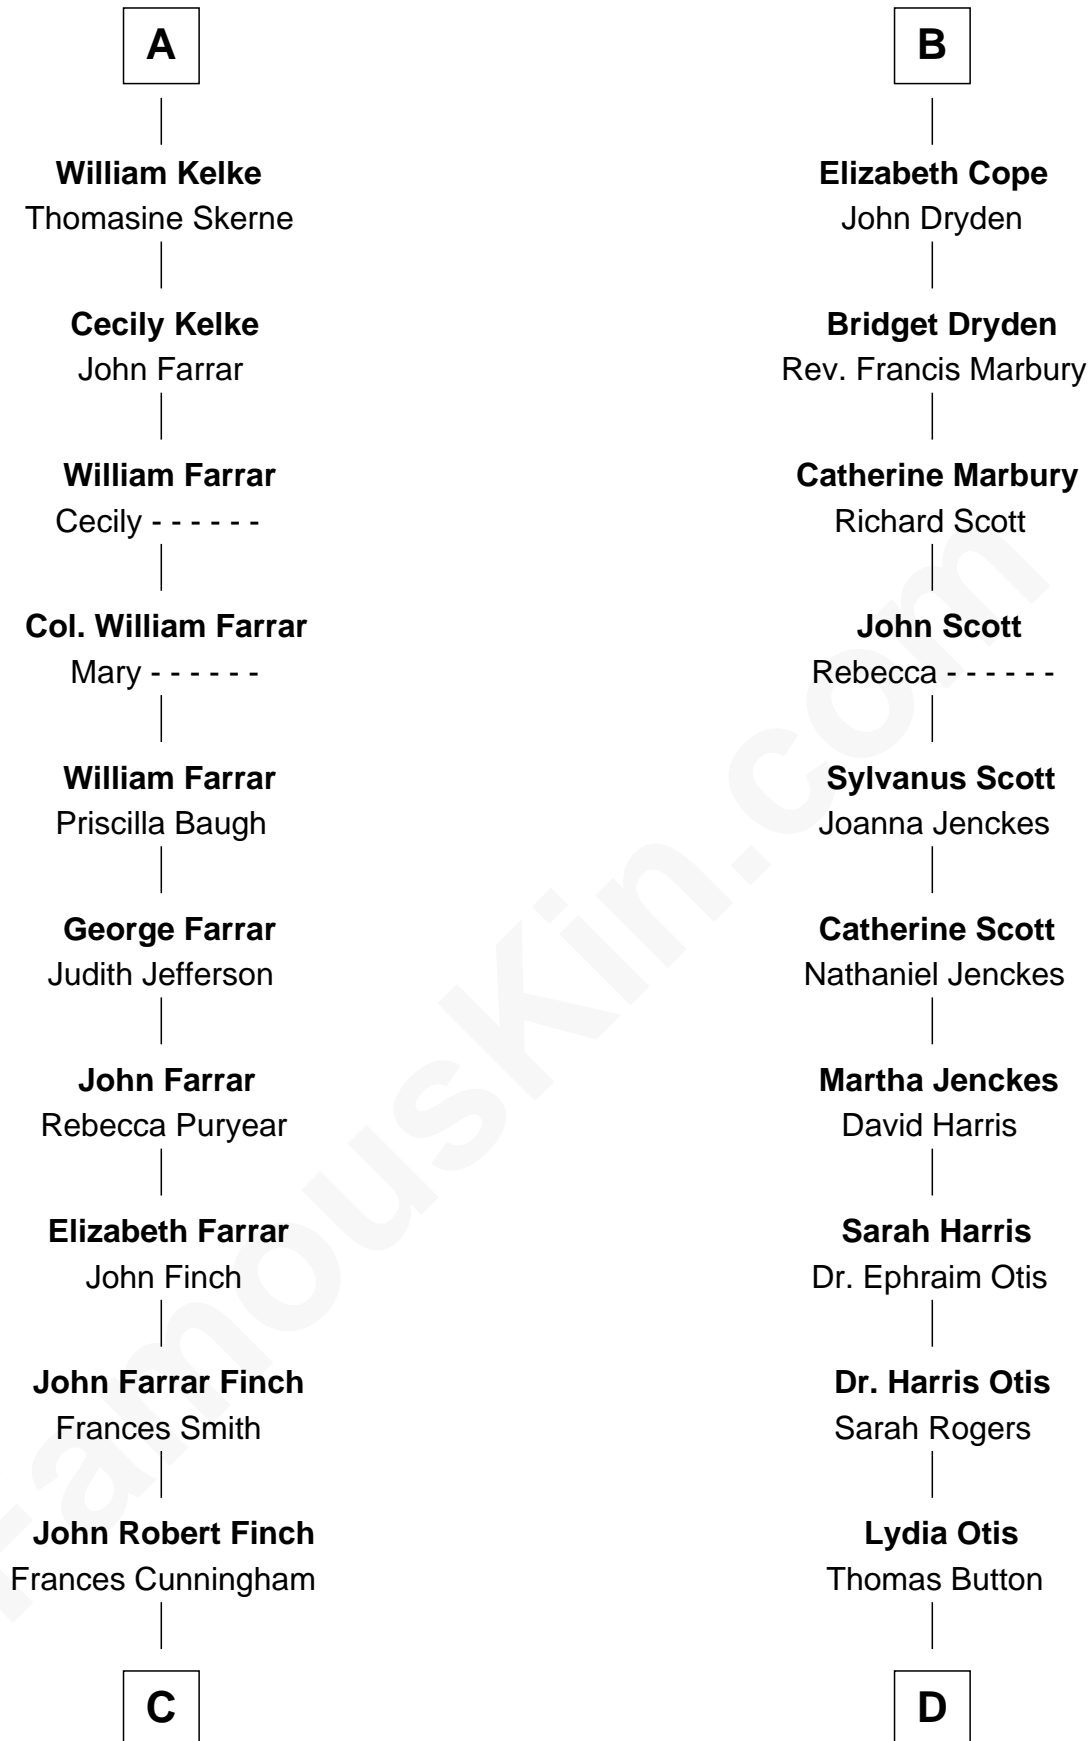 A
William Kelke
Thomasine Skerne
Cecily Kelke
John Farrar
William Farrar
Cecily - - - - - -
Col. William Farrar
Mary - - - - - -
William Farrar
Priscilla Baugh
George Farrar
Judith Jefferson
John Farrar
Rebecca Puryear
Elizabeth Farrar
John Finch
John Farrar Finch
Frances Smith
John Robert Finch
Frances Cunningham
C
B
Elizabeth Cope
John Dryden
Bridget Dryden
Rev. Francis Marbury
Catherine Marbury
Richard Scott
John Scott
Rebecca - - - - - -
Sylvanus Scott
Joanna Jenckes
Catherine Scott
Nathaniel Jenckes
Martha Jenckes
David Harris
Sarah Harris
Dr. Ephraim Otis
Dr. Harris Otis
Sarah Rogers
Lydia Otis
Thomas Button
D
FamousKin.com